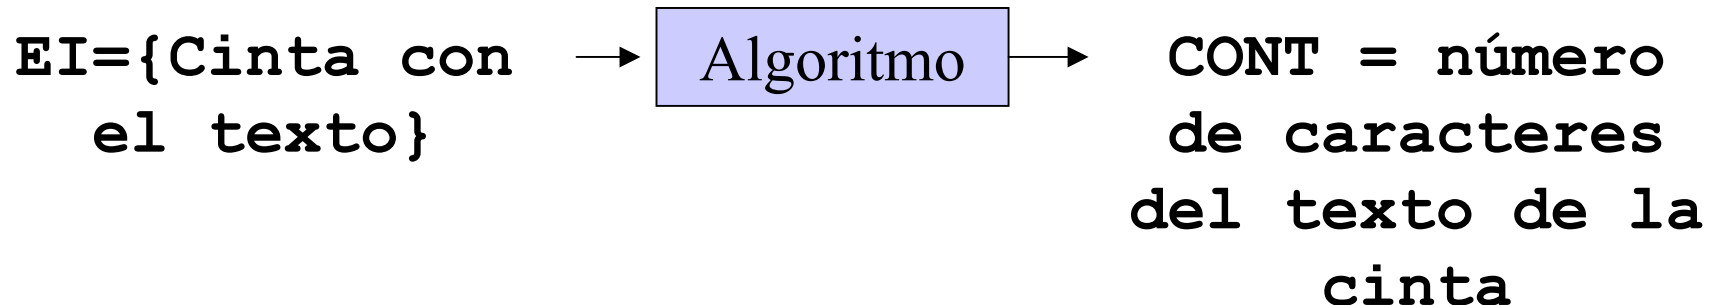 EI={Cinta con
el texto}
Algoritmo
CONT = número
de caracteres
del texto de la
cinta